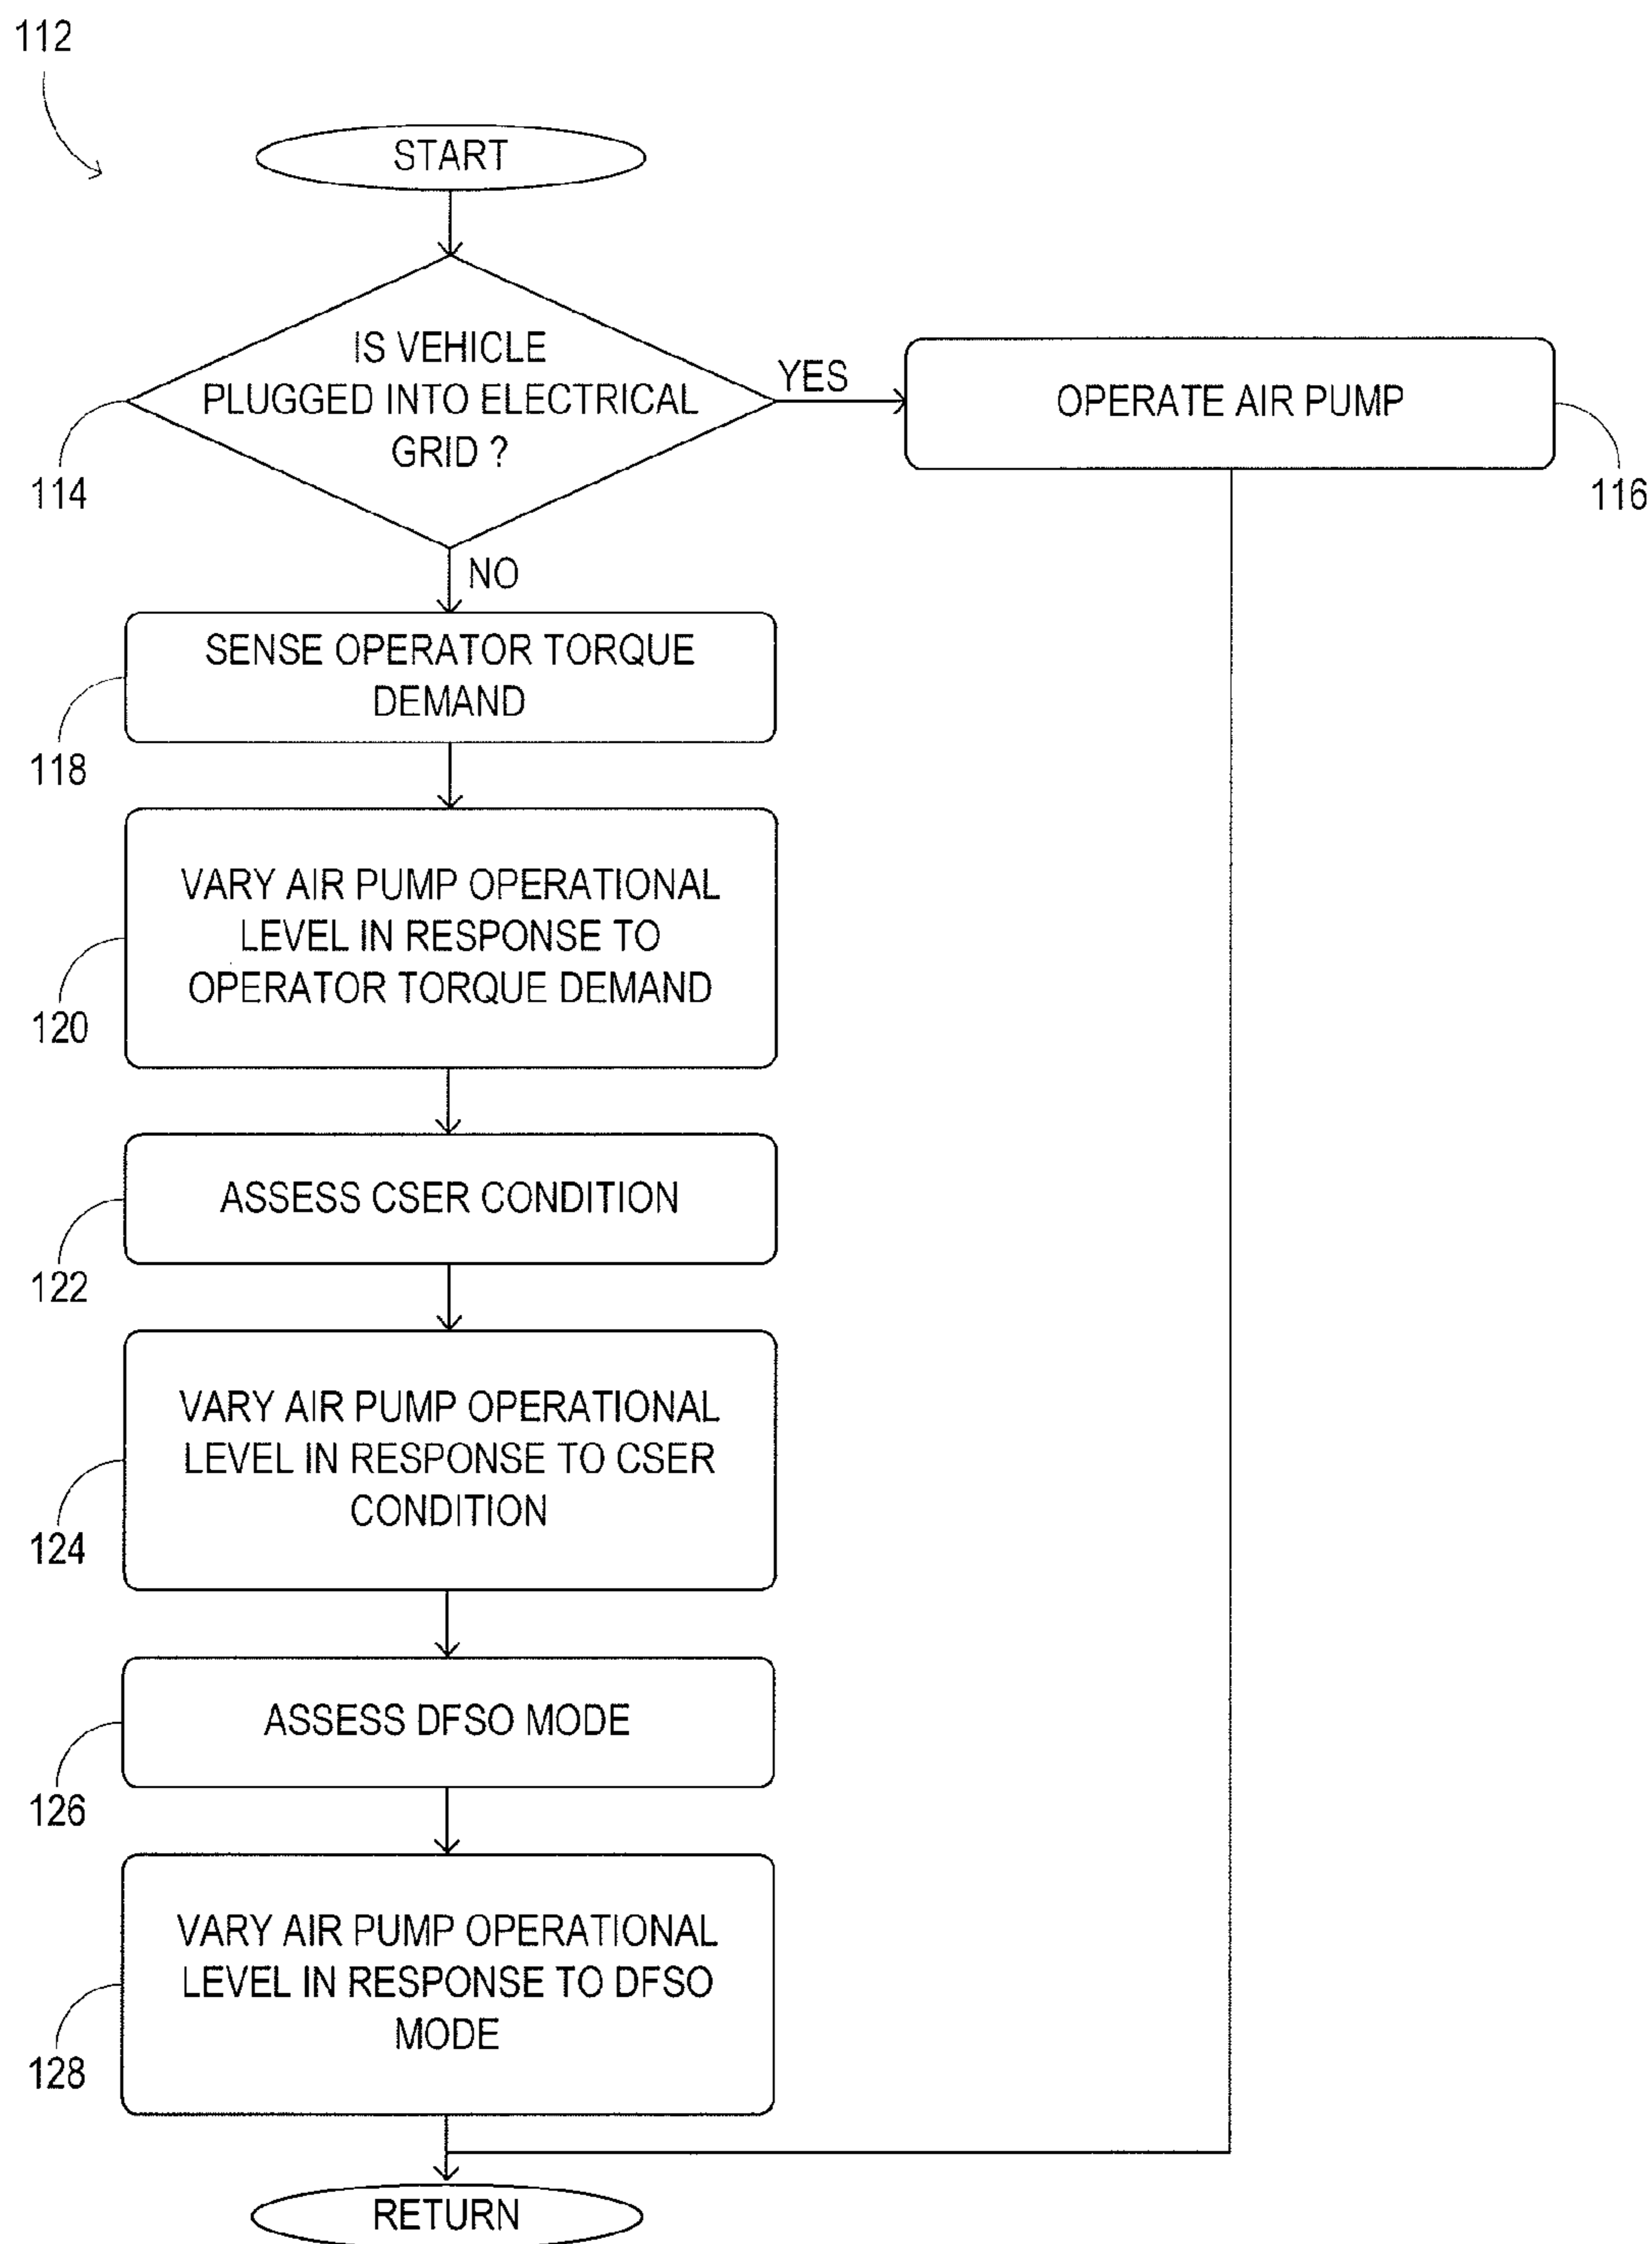 112
START
IS VEHICLE
PLUGGED INTO ELECTRICAL
GRID ?
114
YES
OPERATE AIR PUMP
116
NO
SENSE OPERATOR TORQUE
DEMAND
118
VARY AIR PUMP OPERATIONAL
LEVEL IN RESPONSE TO
OPERATOR TORQUE DEMAND
120
ASSESS CSER CONDITION
122
VARY AIR PUMP OPERATIONAL
LEVEL IN RESPONSE TO CSER
CONDITION
124
ASSESS DFSO MODE
126
VARY AIR PUMP OPERATIONAL
LEVEL IN RESPONSE TO DFSO
MODE
128
RETURN